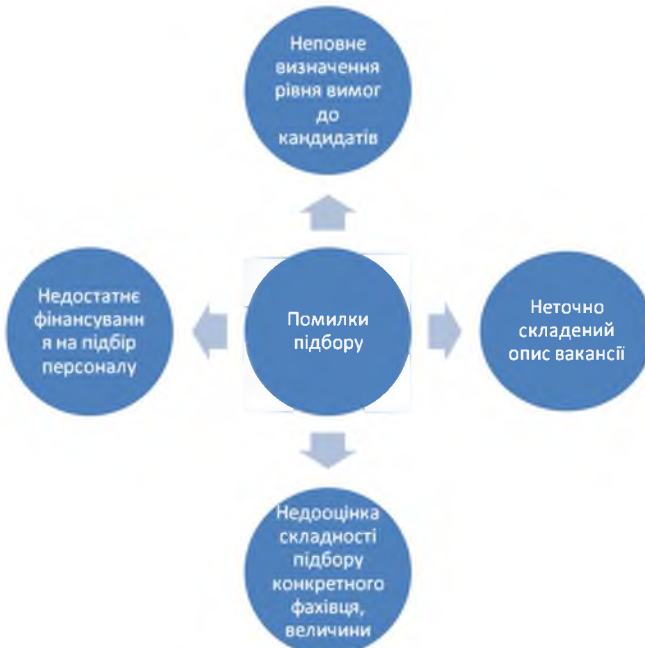 Неповне
визначення
рівня вимог
до
кандидатів
Недостатнє
фінансуванн
я на підбір
персоналу
Помилки
підбору
Неточно
складений
опис вакансії
Недооцінка
складності
підбору
конкретного
фахівця,
величини